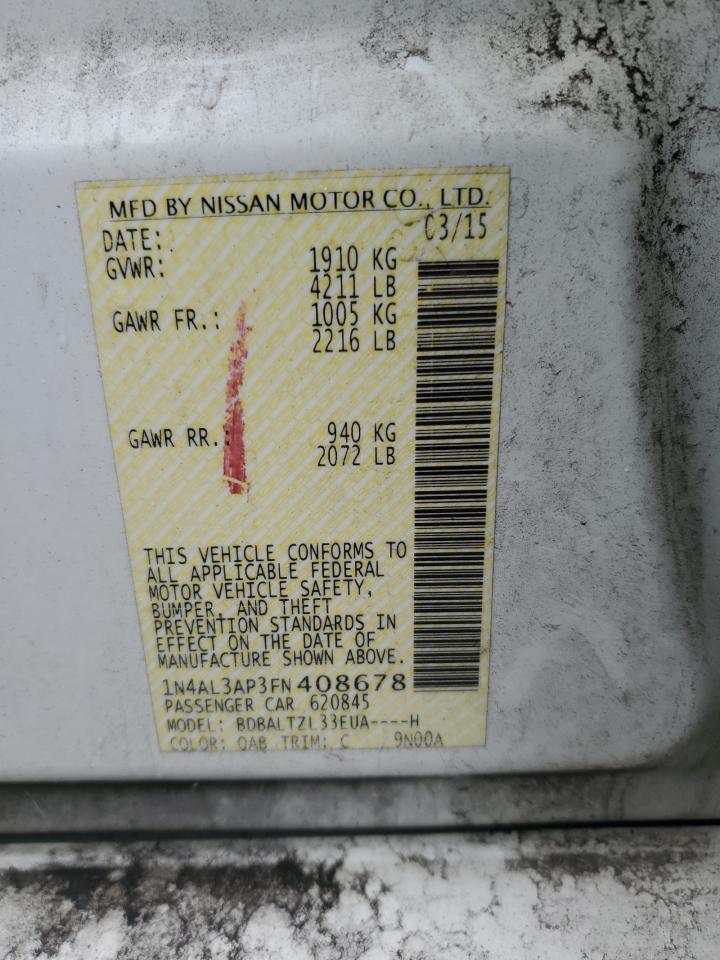 MFD BY NISSAN MOTOR CO., LTD.
DATE: 03/15
GVWR: 1910 KG
4211 LB
GAWR FR.: 1005 KG
2216 LB
GAWR RR.: 940 KG
2072 LB
THIS VEHICLE CONFORMS TO
ALL APPLICABLE FEDERAL
MOTOR VEHICLE SAFETY,
BUMPER, AND THEFT
PREVENTION STANDARDS IN
EFFECT ON THE DATE OF
MANUFACTURE SHOWN ABOVE.
1N4AL3AP3FN408678
PASSENGER CAR 620845
MODEL: BDBALTZL33EUA----H
COLOR: QAB TRIM: C / 9N00A